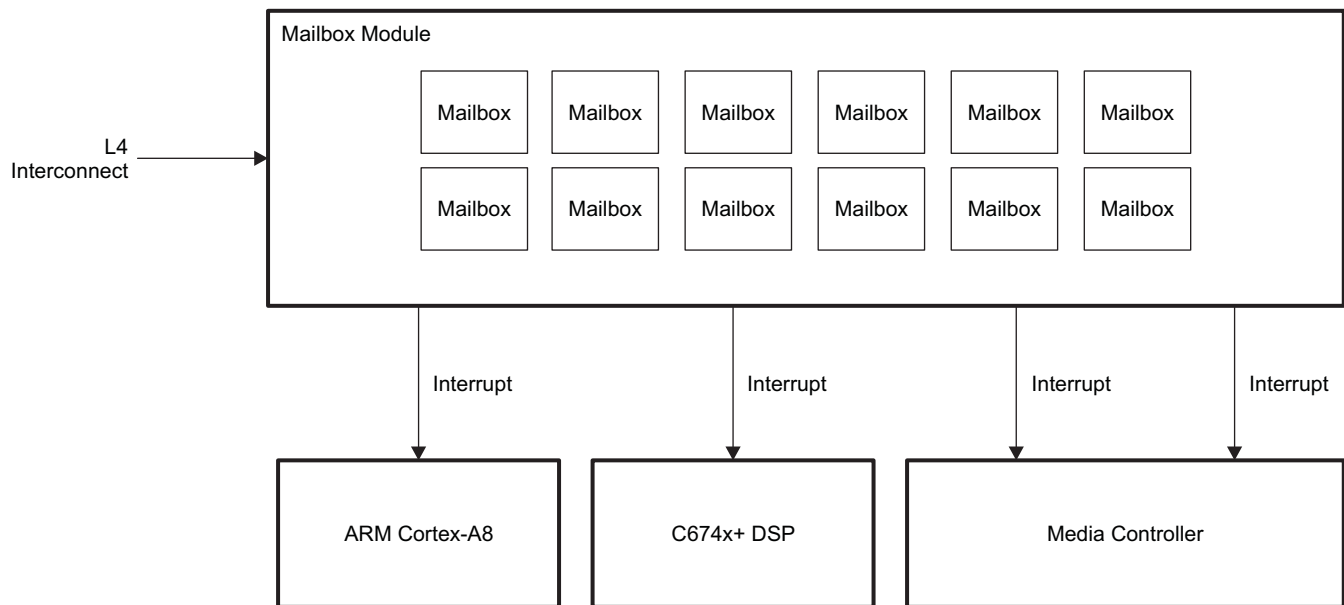 Mailbox Module
Mailbox Mailbox Mailbox Mailbox Mailbox Mailbox
L4
Interconnect
Mailbox Mailbox Mailbox Mailbox Mailbox Mailbox
Interrupt Interrupt Interrupt Interrupt
ARM Cortex-A8 C674x+ DSP Media Controller